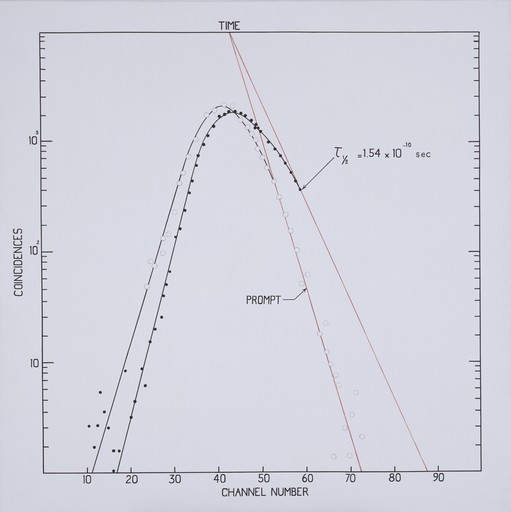 TIME
10³
τ½ = 1.54 x 10⁻¹⁰ sec
10²
COINCIDENCES
PROMPT
10
10 20 30 40 50 60 70 80 90
CHANNEL NUMBER